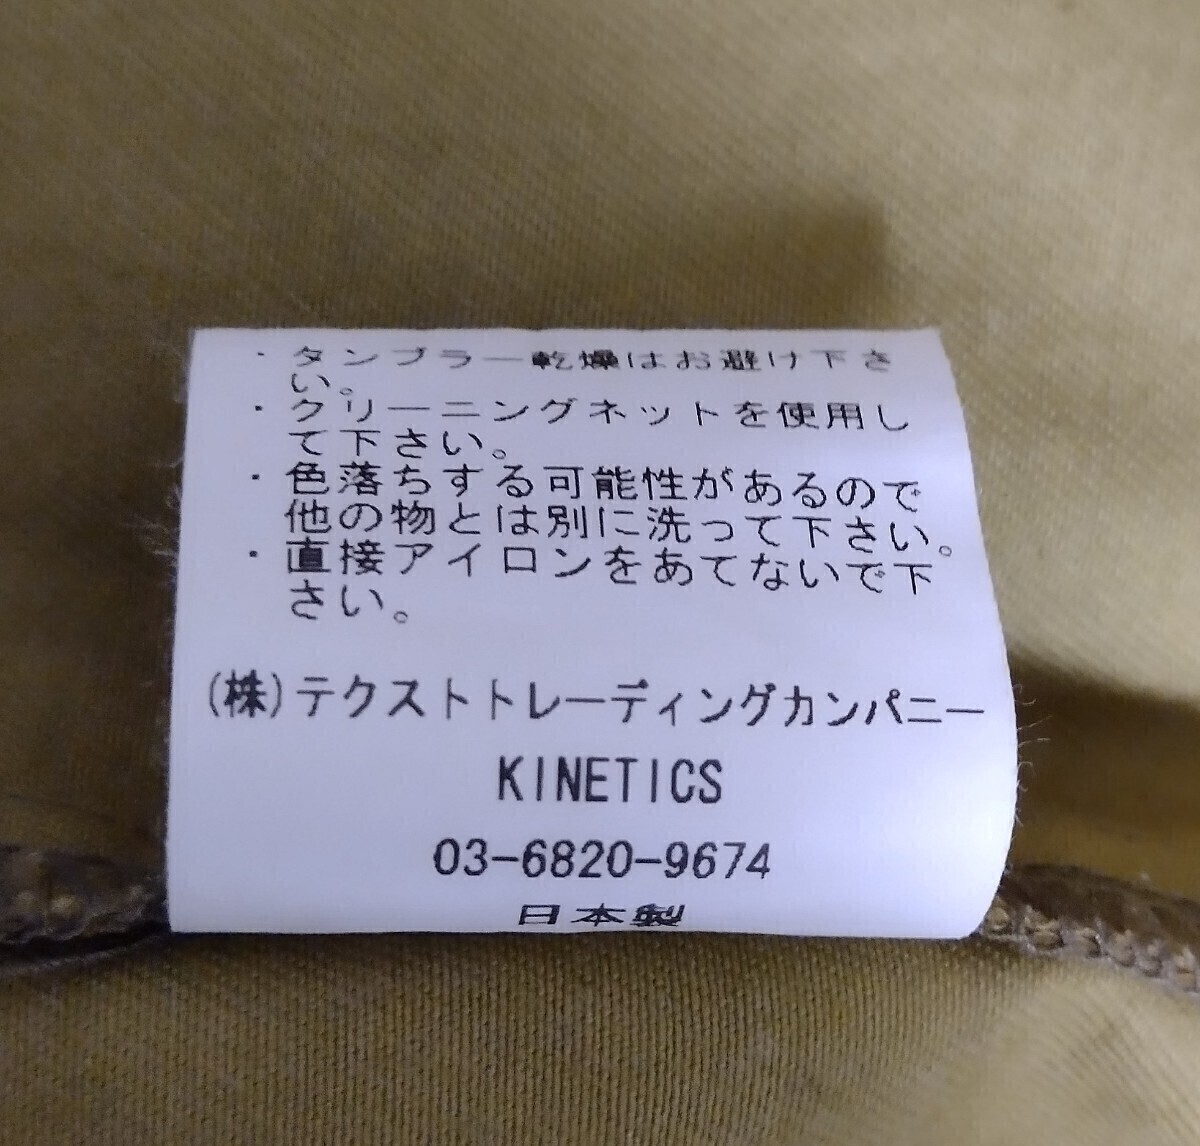 ・タンブラー乾燥はお避け下さ
い。
・クリーニングネットを使用し
て下さい。
・色落ちする可能性があるので
他の物とは別に洗って下さい。
・直接アイロンをあてないで下
さい。
(株)テクストトレーディングカンパニー
KINETICS
03-6820-9674
日本製